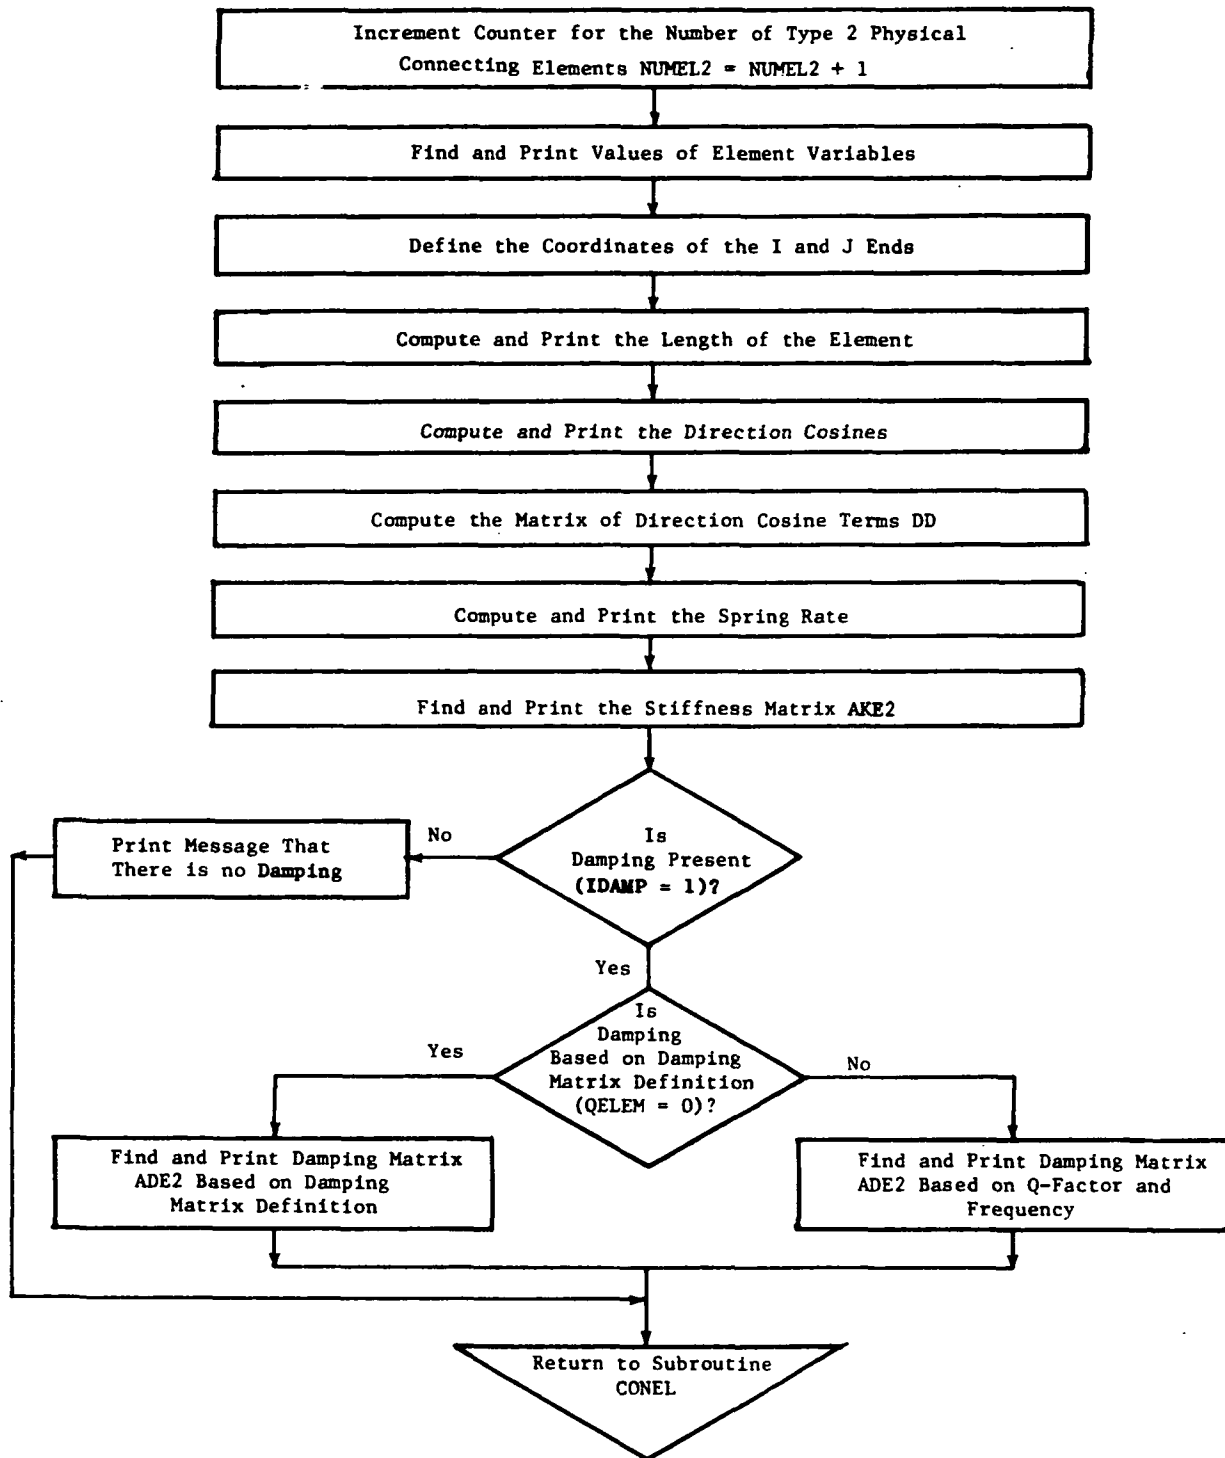 Increment Counter for the Number of Type 2 Physical
Connecting Elements NUMEL2 = NUMEL2 + 1
Find and Print Values of Element Variables
Define the Coordinates of the I and J Ends
Compute and Print the Length of the Element
Compute and Print the Direction Cosines
Compute the Matrix of Direction Cosine Terms DD
Compute and Print the Spring Rate
Find and Print the Stiffness Matrix AKE2
Is
Damping Present
(IDAMP = 1)?
No
Print Message That
There is no Damping
Yes
Is
Damping
Based on Damping
Matrix Definition
(QELEM = 0)?
Yes
No
Find and Print Damping Matrix
ADE2 Based on Damping
Matrix Definition
Find and Print Damping Matrix
ADE2 Based on Q-Factor and
Frequency
Return to Subroutine
CONEL